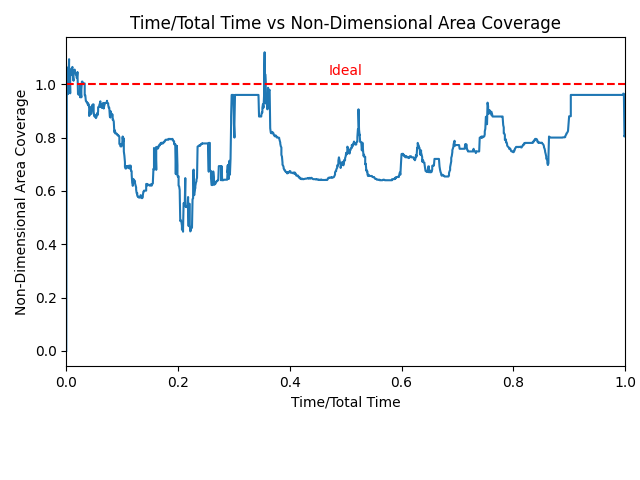 Time/Total Time vs Non-Dimensional Area Coverage
Ideal
Non-Dimensional Area Coverage
1.0
0.8
0.6
0.4
0.2
0.0
0.0 0.2 0.4 0.6 0.8 1.0
Time/Total Time